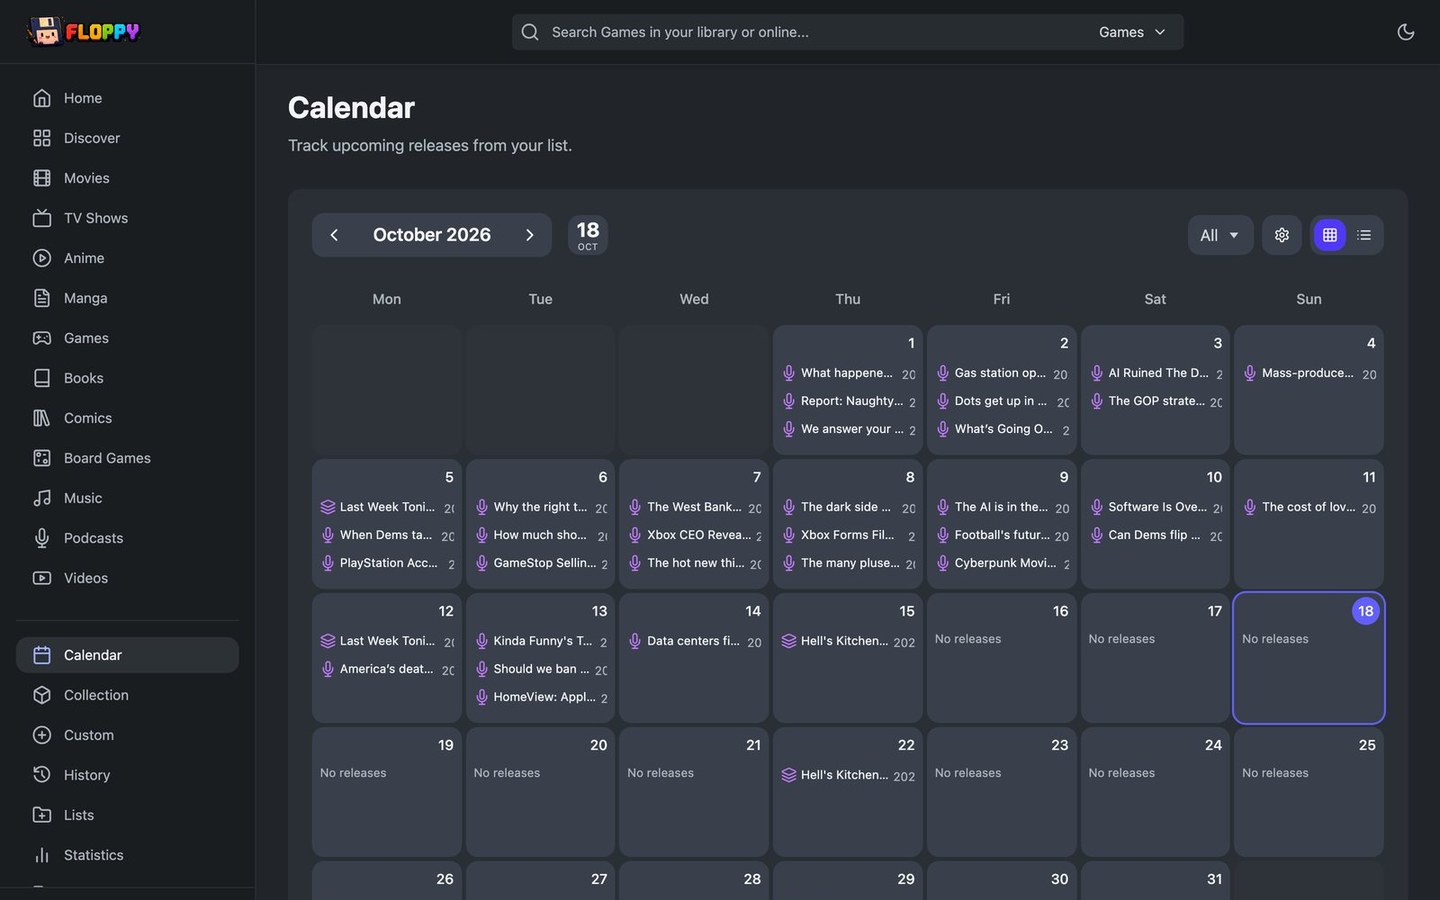 FLOPPY
Search Games in your library or online...
Games
Home
Discover
Movies
TV Shows
Anime
Manga
Games
Books
Comics
Board Games
Music
Podcasts
Videos
Calendar
Collection
Custom
History
Lists
Statistics
Calendar
Track upcoming releases from your list.
October 2026
18
OCT
All
Mon Tue Wed Thu Fri Sat Sun
1
What happene... 20
Report: Naughty... 2
We answer your ... 2
2
Gas station op... 20
Dots get up in ... 20
What's Going O... 2
3
AI Ruined The D... 2
The GOP strate... 20
4
Mass-produce... 20
5
Last Week Toni... 20
When Dems ta... 20
PlayStation Acc... 2
6
Why the right t... 20
How much sho... 20
GameStop Sellin... 2
7
The West Bank... 20
Xbox CEO Revea... 2
The hot new thi... 20
8
The dark side ... 20
Xbox Forms Fil... 2
The many pluse... 20
9
The AI is in the... 20
Football's futur... 20
Cyberpunk Movi... 2
10
Software Is Ove... 2
Can Dems flip ... 20
11
The cost of lov... 20
12
Last Week Toni... 20
America's deat... 20
13
Kinda Funny's T... 2
Should we ban ... 20
HomeView: Appl... 2
14
Data centers fi... 20
15
Hell's Kitchen... 202
16
No releases
17
No releases
18
No releases
19
No releases
20
No releases
21
No releases
22
Hell's Kitchen... 202
23
No releases
24
No releases
25
No releases
26
27
28
29
30
31